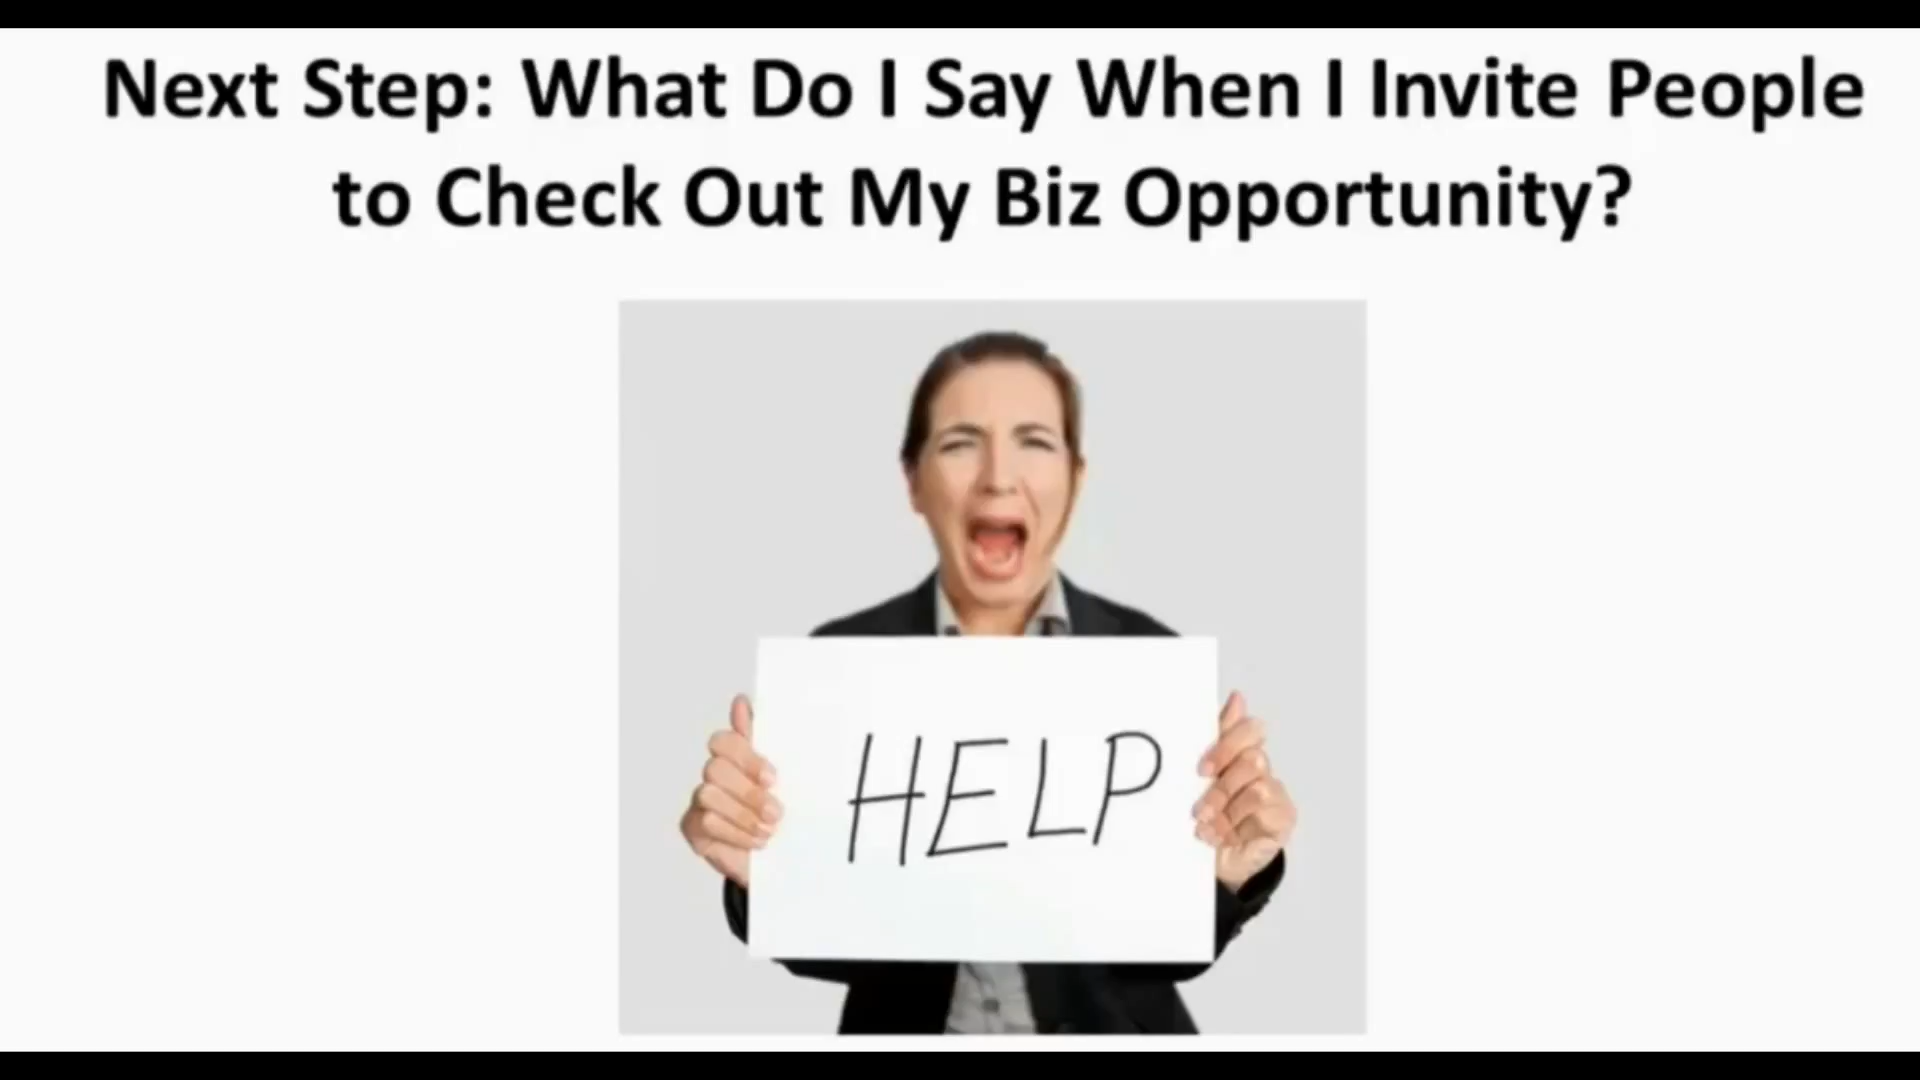 Next Step: What Do I Say When I Invite People
to Check Out My Biz Opportunity?
HELP